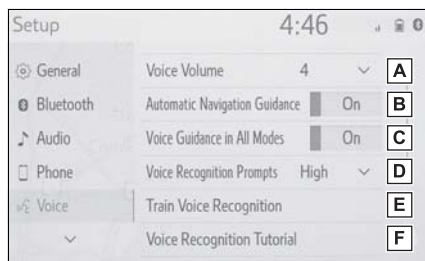 Setup 4:46
General
Bluetooth
Audio
Phone
Voice
Voice Volume 4 A
Automatic Navigation Guidance On B
Voice Guidance in All Modes On C
Voice Recognition Prompts High D
Train Voice Recognition E
Voice Recognition Tutorial F